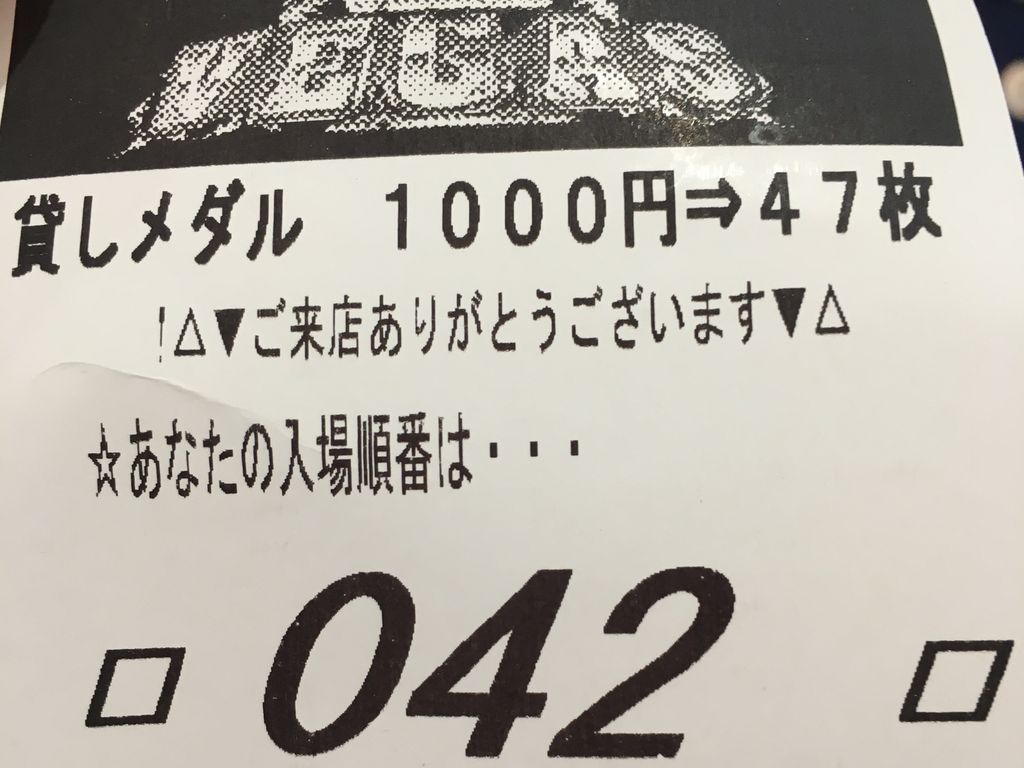 VEGAS
貸しメダル　1000円⇒47枚
!△▼ご来店ありがとうございます▼△
☆あなたの入場順番は・・・
□ 042 □